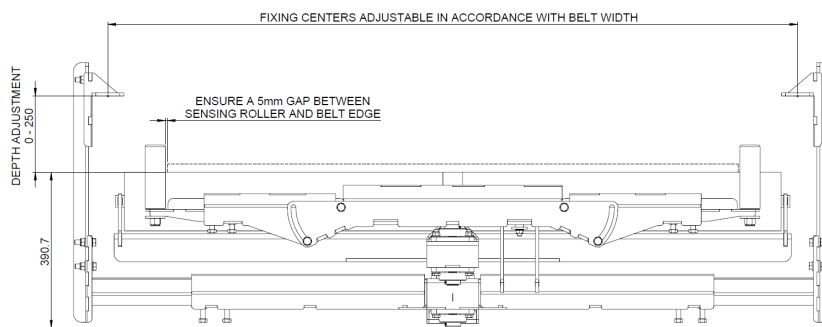 FIXING CENTERS ADJUSTABLE IN ACCORDANCE WITH BELT WIDTH
DEPTH ADJUSTMENT
0 - 250
ENSURE A 5mm GAP BETWEEN
SENSING ROLLER AND BELT EDGE
390.7